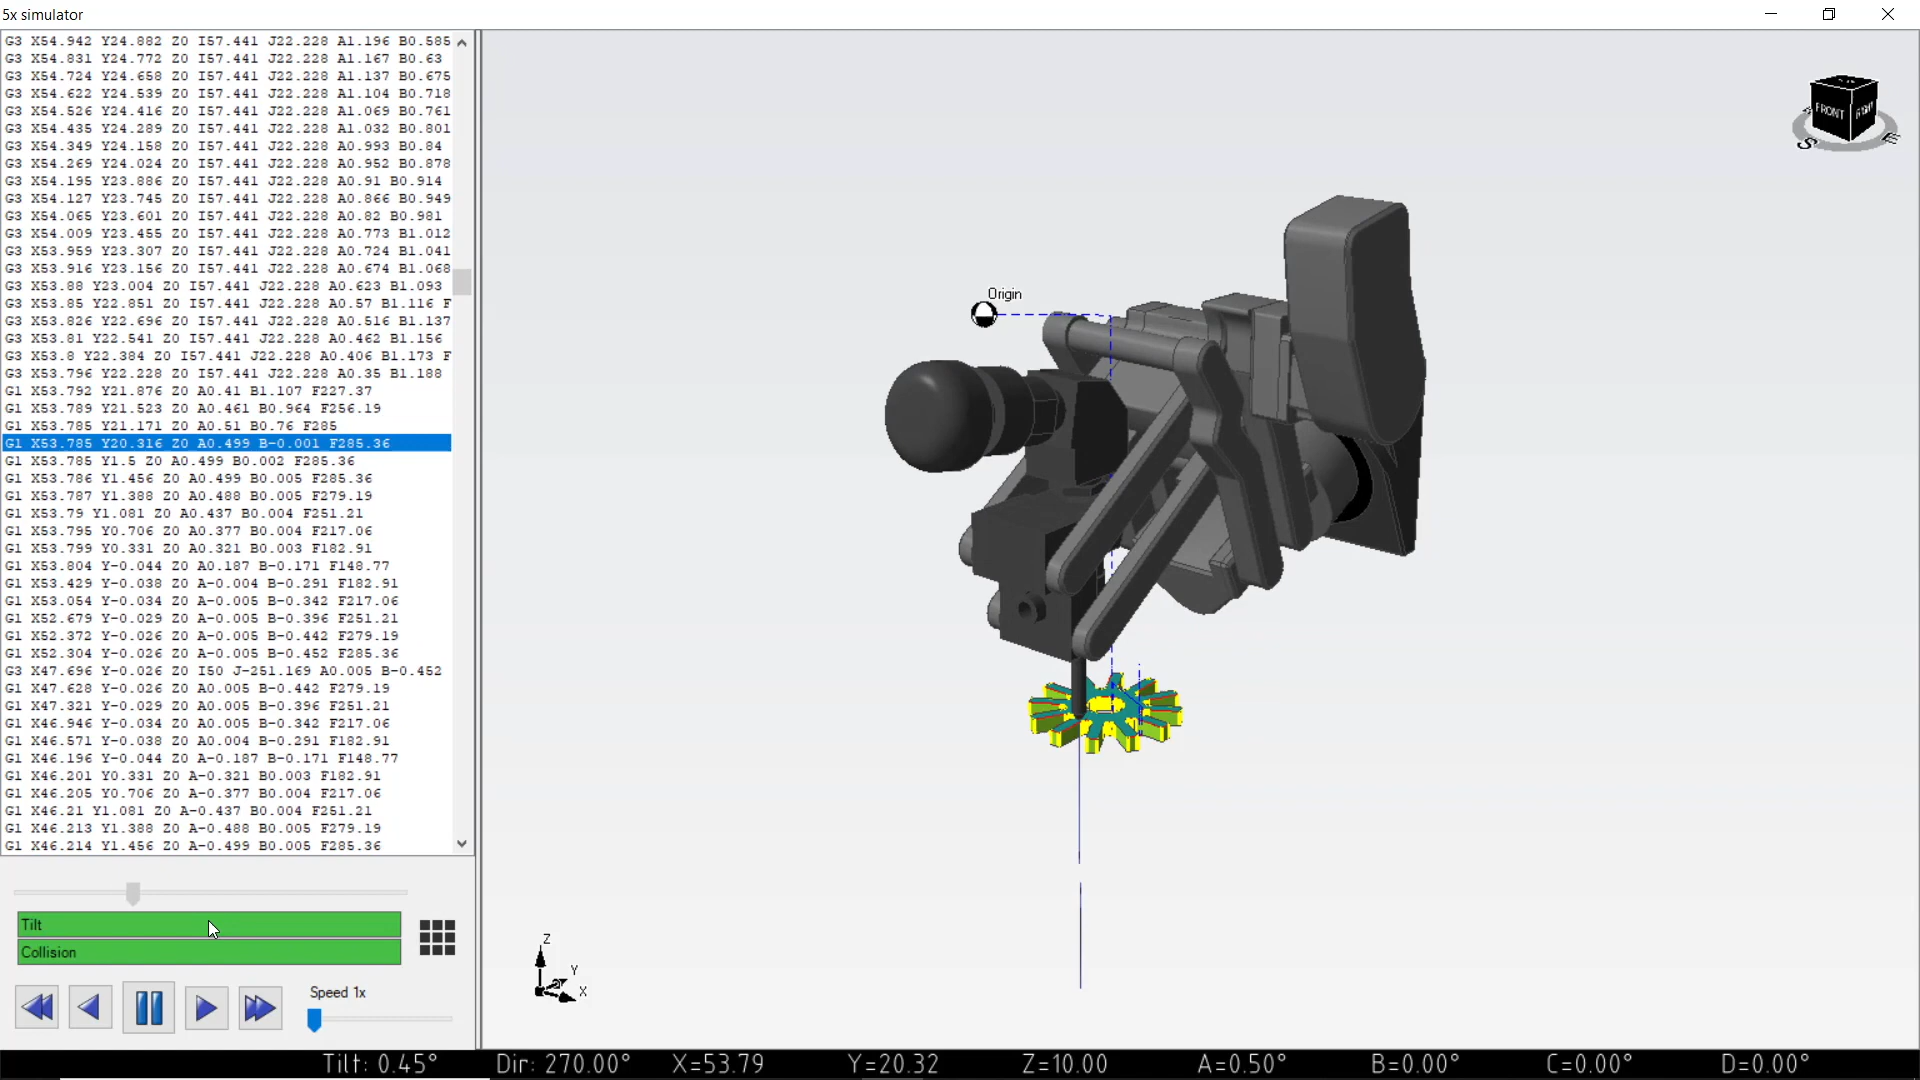 5x simulator
G3 X54.942 Y24.882 Z0 I57.441 J22.228 A1.196 B0.585
G3 X54.831 Y24.772 Z0 I57.441 J22.228 A1.167 B0.63
G3 X54.724 Y24.658 Z0 I57.441 J22.228 A1.137 B0.675
G3 X54.622 Y24.539 Z0 I57.441 J22.228 A1.104 B0.718
G3 X54.526 Y24.416 Z0 I57.441 J22.228 A1.069 B0.761
G3 X54.435 Y24.289 Z0 I57.441 J22.228 A1.032 B0.801
G3 X54.349 Y24.158 Z0 I57.441 J22.228 A0.993 B0.84
G3 X54.269 Y24.024 Z0 I57.441 J22.228 A0.952 B0.878
G3 X54.195 Y23.886 Z0 I57.441 J22.228 A0.91 B0.914
G3 X54.127 Y23.745 Z0 I57.441 J22.228 A0.866 B0.949
G3 X54.065 Y23.601 Z0 I57.441 J22.228 A0.82 B0.981
G3 X54.009 Y23.455 Z0 I57.441 J22.228 A0.773 B1.012
G3 X53.959 Y23.307 Z0 I57.441 J22.228 A0.724 B1.041
G3 X53.916 Y23.156 Z0 I57.441 J22.228 A0.674 B1.068
G3 X53.88 Y23.004 Z0 I57.441 J22.228 A0.623 B1.093
G3 X53.85 Y22.851 Z0 I57.441 J22.228 A0.57 B1.116 F
G3 X53.826 Y22.696 Z0 I57.441 J22.228 A0.516 B1.137
G3 X53.81 Y22.541 Z0 I57.441 J22.228 A0.462 B1.156
G3 X53.8 Y22.384 Z0 I57.441 J22.228 A0.406 B1.173 F
G3 X53.796 Y22.228 Z0 I57.441 J22.228 A0.35 B1.188
G1 X53.792 Y21.876 Z0 A0.41 B1.107 F227.37
G1 X53.789 Y21.523 Z0 A0.461 B0.964 F256.19
G1 X53.785 Y21.171 Z0 A0.51 B0.76 F285
G1 X53.785 Y20.316 Z0 A0.499 B-0.001 F285.36
G1 X53.785 Y1.5 Z0 A0.499 B0.002 F285.36
G1 X53.786 Y1.456 Z0 A0.499 B0.005 F285.36
G1 X53.787 Y1.388 Z0 A0.488 B0.005 F279.19
G1 X53.79 Y1.081 Z0 A0.437 B0.004 F251.21
G1 X53.795 Y0.706 Z0 A0.377 B0.004 F217.06
G1 X53.799 Y0.331 Z0 A0.321 B0.003 F182.91
G1 X53.804 Y-0.044 Z0 A0.187 B-0.171 F148.77
G1 X53.429 Y-0.038 Z0 A-0.004 B-0.291 F182.91
G1 X53.054 Y-0.034 Z0 A-0.005 B-0.342 F217.06
G1 X52.679 Y-0.029 Z0 A-0.005 B-0.396 F251.21
G1 X52.372 Y-0.026 Z0 A-0.005 B-0.442 F279.19
G1 X52.304 Y-0.026 Z0 A-0.005 B-0.452 F285.36
G3 X47.696 Y-0.026 Z0 I50 J-251.169 A0.005 B-0.452
G1 X47.628 Y-0.026 Z0 A0.005 B-0.442 F279.19
G1 X47.321 Y-0.029 Z0 A0.005 B-0.396 F251.21
G1 X46.946 Y-0.034 Z0 A0.005 B-0.342 F217.06
G1 X46.571 Y-0.038 Z0 A0.004 B-0.291 F182.91
G1 X46.196 Y-0.044 Z0 A-0.187 B-0.171 F148.77
G1 X46.201 Y0.331 Z0 A-0.321 B0.003 F182.91
G1 X46.205 Y0.706 Z0 A-0.377 B0.004 F217.06
G1 X46.21 Y1.081 Z0 A-0.437 B0.004 F251.21
G1 X46.213 Y1.388 Z0 A-0.488 B0.005 F279.19
G1 X46.214 Y1.456 Z0 A-0.499 B0.005 F285.36
Tilt
Collision
Speed 1x
Origin
FRONT
RIGHT
S
E
Z
Y
X
Tilt: 0.45° Dir: 270.00° X=53.79 Y=20.32 Z=10.00 A=0.50° B=0.00° C=0.00° D=0.00°